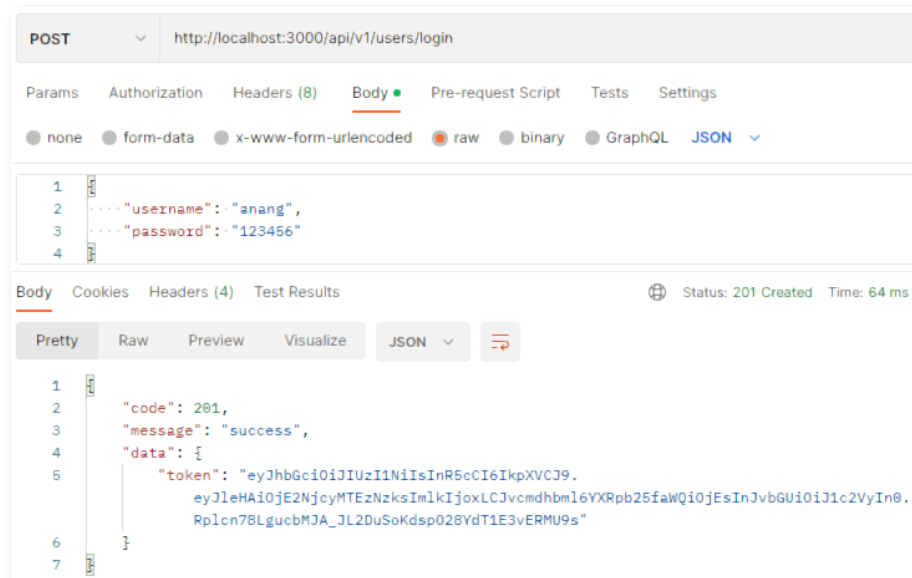 POST http://localhost:3000/api/v1/users/login
Params Authorization Headers (8) Body Pre-request Script Tests Settings
none form-data x-www-form-urlencoded raw binary GraphQL JSON
1 {
2 "username": "anang",
3 "password": "123456"
4 }
Body Cookies Headers (4) Test Results Status: 201 Created Time: 64 ms
Pretty Raw Preview Visualize JSON
1 {
2 "code": 201,
3 "message": "success",
4 "data": {
5 "token": "eyJhbGciOiJIUzI1NiIsInR5cCI6IkpXVCJ9.
eyJleHAiOjE2NjcyMTEzNzksImlkIjoxLCJvcmdhbml6YXRpb25faWQiOjEsInJvbGUiOiJ1c2VyIn0.
Rplcn78LgucbMJA_JL2DuSoKdspO28YdT1E3vERMU9s"
6 }
7 }